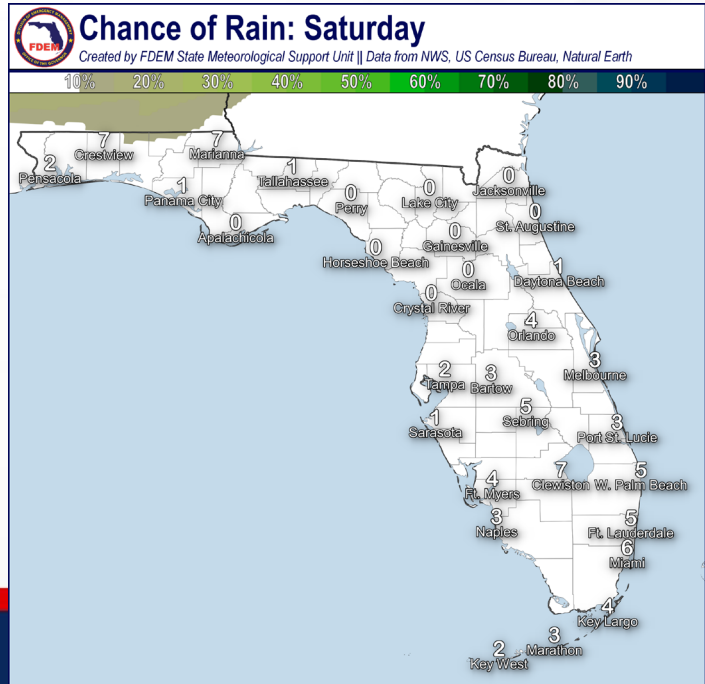 FDEM
Chance of Rain: Saturday
Created by FDEM State Meteorological Support Unit || Data from NWS, US Census Bureau, Natural Earth
10% 20% 30% 40% 50% 60% 70% 80% 90%
7
Crestview
7
Marianna
2
Pensacola
1
Tallahassee
1
Panama City
0
Perry
0
Lake City
0
Jacksonville
0
Apalachicola
0
St. Augustine
0
Gainesville
0
Horseshoe Beach
0
Ocala
1
Daytona Beach
0
Crystal River
4
Orlando
3
Melbourne
2
Tampa
3
Bartow
5
Sebring
1
Sarasota
3
Port St. Lucie
4
Ft. Myers
7
Clewiston
5
W. Palm Beach
3
Naples
5
Ft. Lauderdale
6
Miami
4
Key Largo
3
Marathon
2
Key West